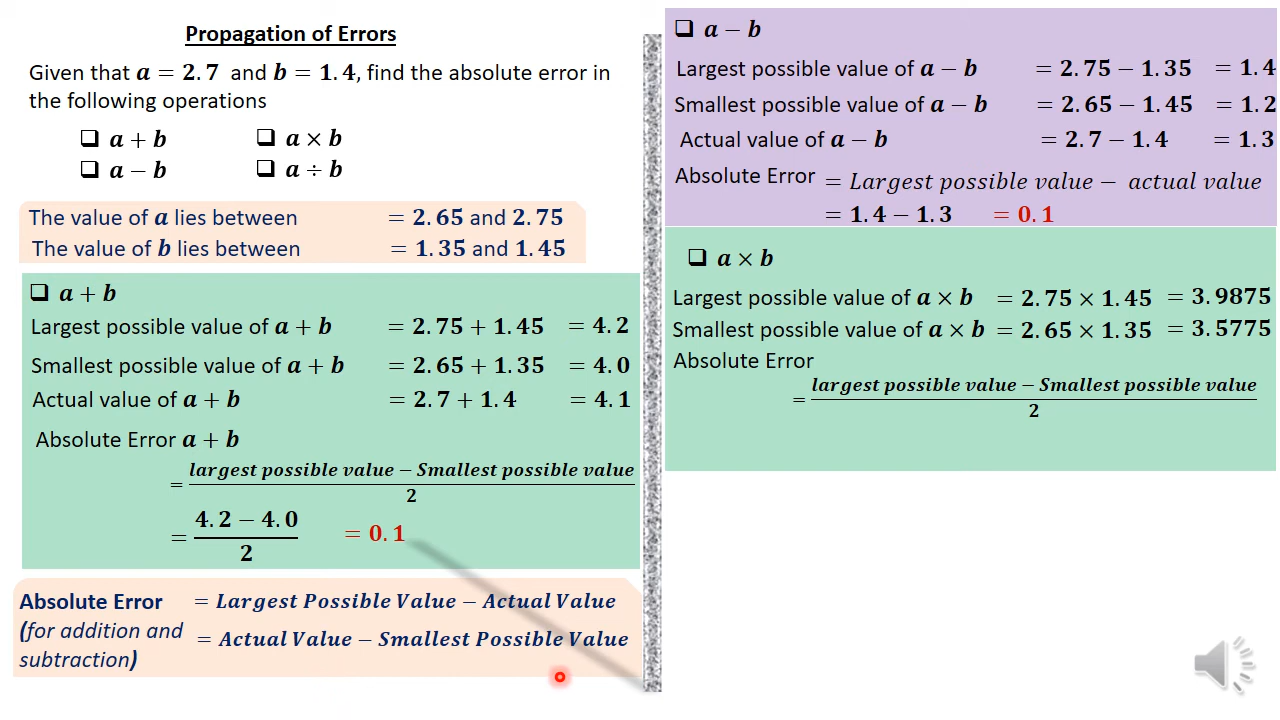 Propagation of Errors
Given that a = 2.7 and b = 1.4, find the absolute error in
the following operations
❑ a + b ❑ a × b
❑ a − b ❑ a ÷ b
The value of a lies between = 2.65 and 2.75
The value of b lies between = 1.35 and 1.45
❑ a + b
Largest possible value of a + b = 2.75 + 1.45 = 4.2
Smallest possible value of a + b = 2.65 + 1.35 = 4.0
Actual value of a + b = 2.7 + 1.4 = 4.1
Absolute Error a + b
= largest possible value − Smallest possible value / 2
= 4.2 − 4.0 / 2 = 0.1
Absolute Error = Largest Possible Value − Actual Value
(for addition and = Actual Value − Smallest Possible Value
subtraction)
❑ a − b
Largest possible value of a − b = 2.75 − 1.35 = 1.4
Smallest possible value of a − b = 2.65 − 1.45 = 1.2
Actual value of a − b = 2.7 − 1.4 = 1.3
Absolute Error = Largest possible value − actual value
= 1.4 − 1.3 = 0.1
❑ a × b
Largest possible value of a × b = 2.75 × 1.45 = 3.9875
Smallest possible value of a × b = 2.65 × 1.35 = 3.5775
Absolute Error
= largest possible value − Smallest possible value / 2